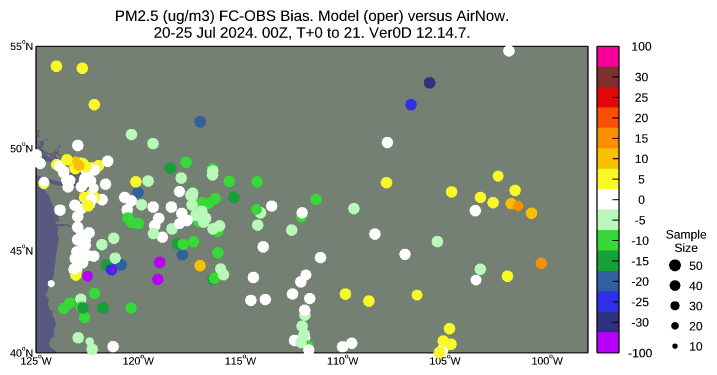 PM2.5 (ug/m3) FC-OBS Bias. Model (oper) versus AirNow.
20-25 Jul 2024. 00Z, T+0 to 21. Ver0D 12.14.7.
55°N
50°N
45°N
40°N
125°W
120°W
115°W
110°W
105°W
100°W
100
30
25
20
15
10
5
0
-5
-10
-15
-20
-25
-30
-100
Sample
Size
50
40
30
20
10